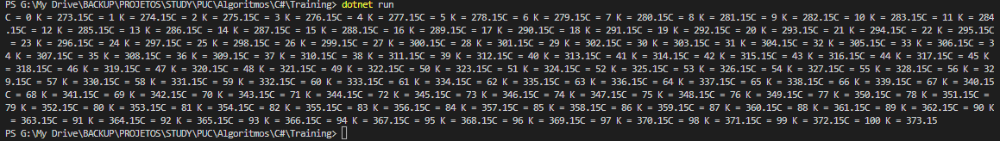 PS G:\My Drive\BACKUP\PROJETOS\STUDY\PUC\Algoritmos\C#\Training> dotnet run
C = 0 K = 273.15C = 1 K = 274.15C = 2 K = 275.15C = 3 K = 276.15C = 4 K = 277.15C = 5 K = 278.15C = 6 K = 279.15C = 7 K = 280.15C = 8 K = 281.15C = 9 K = 282.15C = 10 K = 283.15C = 11 K = 284
.15C = 12 K = 285.15C = 13 K = 286.15C = 14 K = 287.15C = 15 K = 288.15C = 16 K = 289.15C = 17 K = 290.15C = 18 K = 291.15C = 19 K = 292.15C = 20 K = 293.15C = 21 K = 294.15C = 22 K = 295.15C
 = 23 K = 296.15C = 24 K = 297.15C = 25 K = 298.15C = 26 K = 299.15C = 27 K = 300.15C = 28 K = 301.15C = 29 K = 302.15C = 30 K = 303.15C = 31 K = 304.15C = 32 K = 305.15C = 33 K = 306.15C = 3
4 K = 307.15C = 35 K = 308.15C = 36 K = 309.15C = 37 K = 310.15C = 38 K = 311.15C = 39 K = 312.15C = 40 K = 313.15C = 41 K = 314.15C = 42 K = 315.15C = 43 K = 316.15C = 44 K = 317.15C = 45 K
= 318.15C = 46 K = 319.15C = 47 K = 320.15C = 48 K = 321.15C = 49 K = 322.15C = 50 K = 323.15C = 51 K = 324.15C = 52 K = 325.15C = 53 K = 326.15C = 54 K = 327.15C = 55 K = 328.15C = 56 K = 32
9.15C = 57 K = 330.15C = 58 K = 331.15C = 59 K = 332.15C = 60 K = 333.15C = 61 K = 334.15C = 62 K = 335.15C = 63 K = 336.15C = 64 K = 337.15C = 65 K = 338.15C = 66 K = 339.15C = 67 K = 340.15
C = 68 K = 341.15C = 69 K = 342.15C = 70 K = 343.15C = 71 K = 344.15C = 72 K = 345.15C = 73 K = 346.15C = 74 K = 347.15C = 75 K = 348.15C = 76 K = 349.15C = 77 K = 350.15C = 78 K = 351.15C =
79 K = 352.15C = 80 K = 353.15C = 81 K = 354.15C = 82 K = 355.15C = 83 K = 356.15C = 84 K = 357.15C = 85 K = 358.15C = 86 K = 359.15C = 87 K = 360.15C = 88 K = 361.15C = 89 K = 362.15C = 90 K
 = 363.15C = 91 K = 364.15C = 92 K = 365.15C = 93 K = 366.15C = 94 K = 367.15C = 95 K = 368.15C = 96 K = 369.15C = 97 K = 370.15C = 98 K = 371.15C = 99 K = 372.15C = 100 K = 373.15
PS G:\My Drive\BACKUP\PROJETOS\STUDY\PUC\Algoritmos\C#\Training>